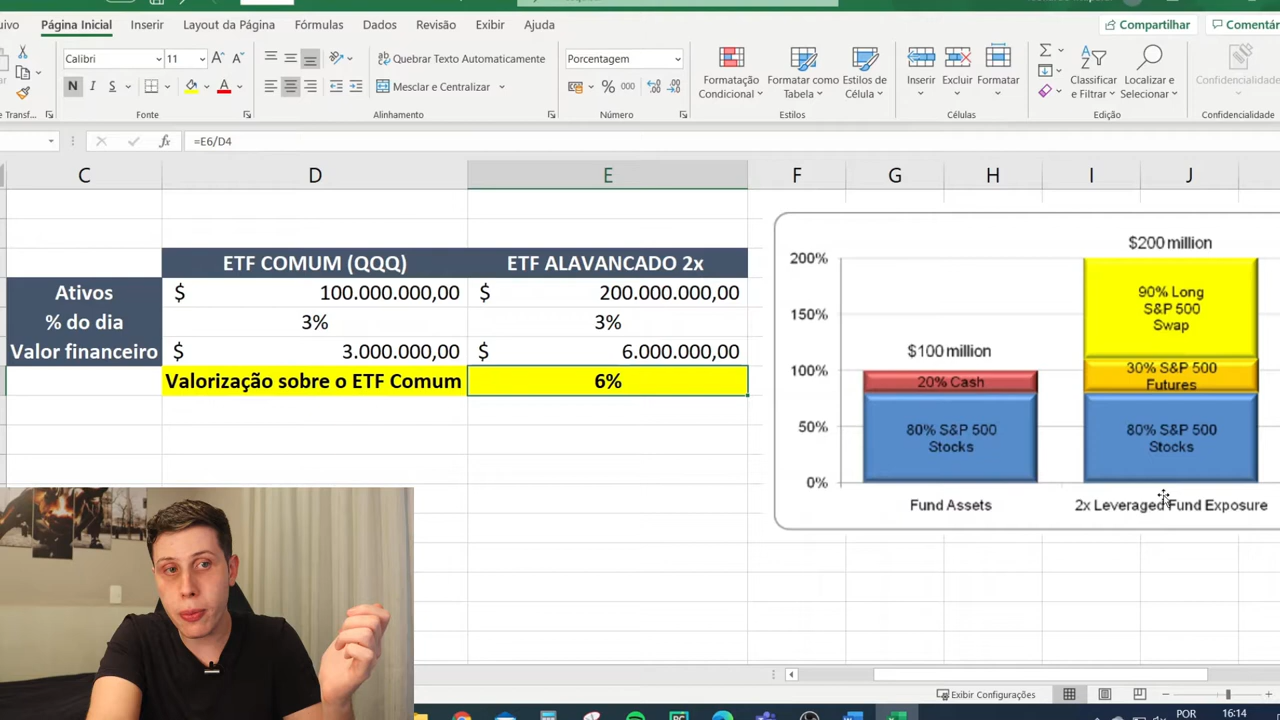 Página Inicial
Inserir
Layout da Página
Fórmulas
Dados
Revisão
Exibir
Ajuda
Compartilhar
Calibri
11
Quebrar Texto Automaticamente
Porcentagem
N
I
S
A
Mesclar e Centralizar
%
000
Formatação
Condicional
Formatar como
Tabela
Estilos de
Célula
Inserir
Excluir
Formatar
Classificar
e Filtrar
Localizar e
Selecionar
Confidencialidade
Fonte
Alinhamento
Número
Estilos
Células
Edição
Confidencialidade
fx
=E6/D4
C
D
E
F
G
H
I
J
ETF COMUM (QQQ)
ETF ALAVANCADO 2x
Ativos
$ 100.000.000,00
$ 200.000.000,00
% do dia
3%
3%
Valor financeiro
$ 3.000.000,00
$ 6.000.000,00
Valorização sobre o ETF Comum
6%
200%
150%
100%
50%
0%
$100 million
20% Cash
80% S&P 500
Stocks
Fund Assets
$200 million
90% Long
S&P 500
Swap
30% S&P 500
Futures
80% S&P 500
Stocks
2x Leveraged Fund Exposure
Exibir Configurações
POR
16:14